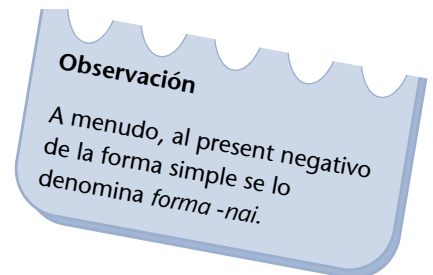 Observación
A menudo, al present negativo
de la forma simple se lo
denomina forma -nai.